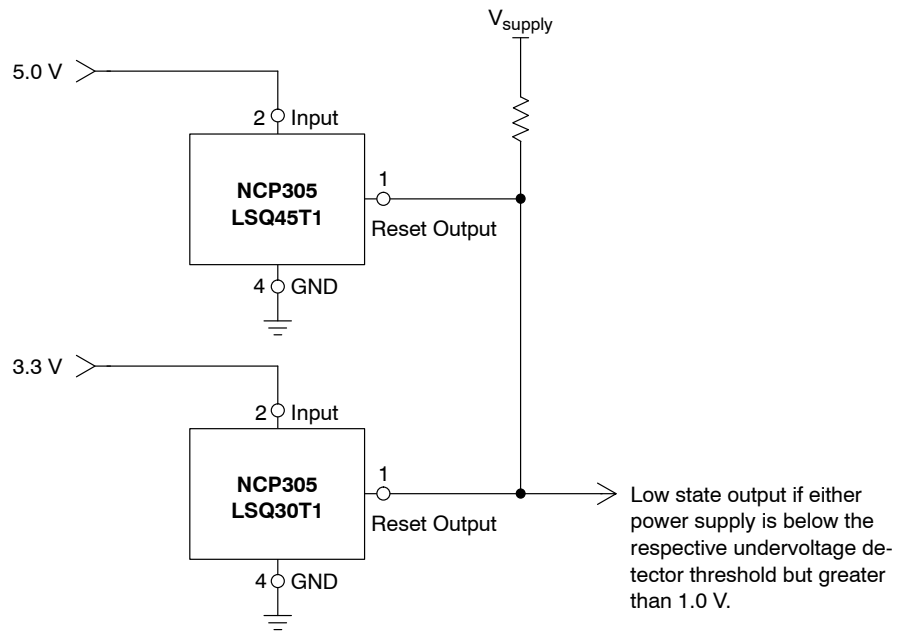 Vsupply
5.0 V
2 Input
NCP305
LSQ45T1
1
Reset Output
4 GND
3.3 V
2 Input
NCP305
LSQ30T1
1
Reset Output
4 GND
Low state output if either
power supply is below the
respective undervoltage de-
tector threshold but greater
than 1.0 V.